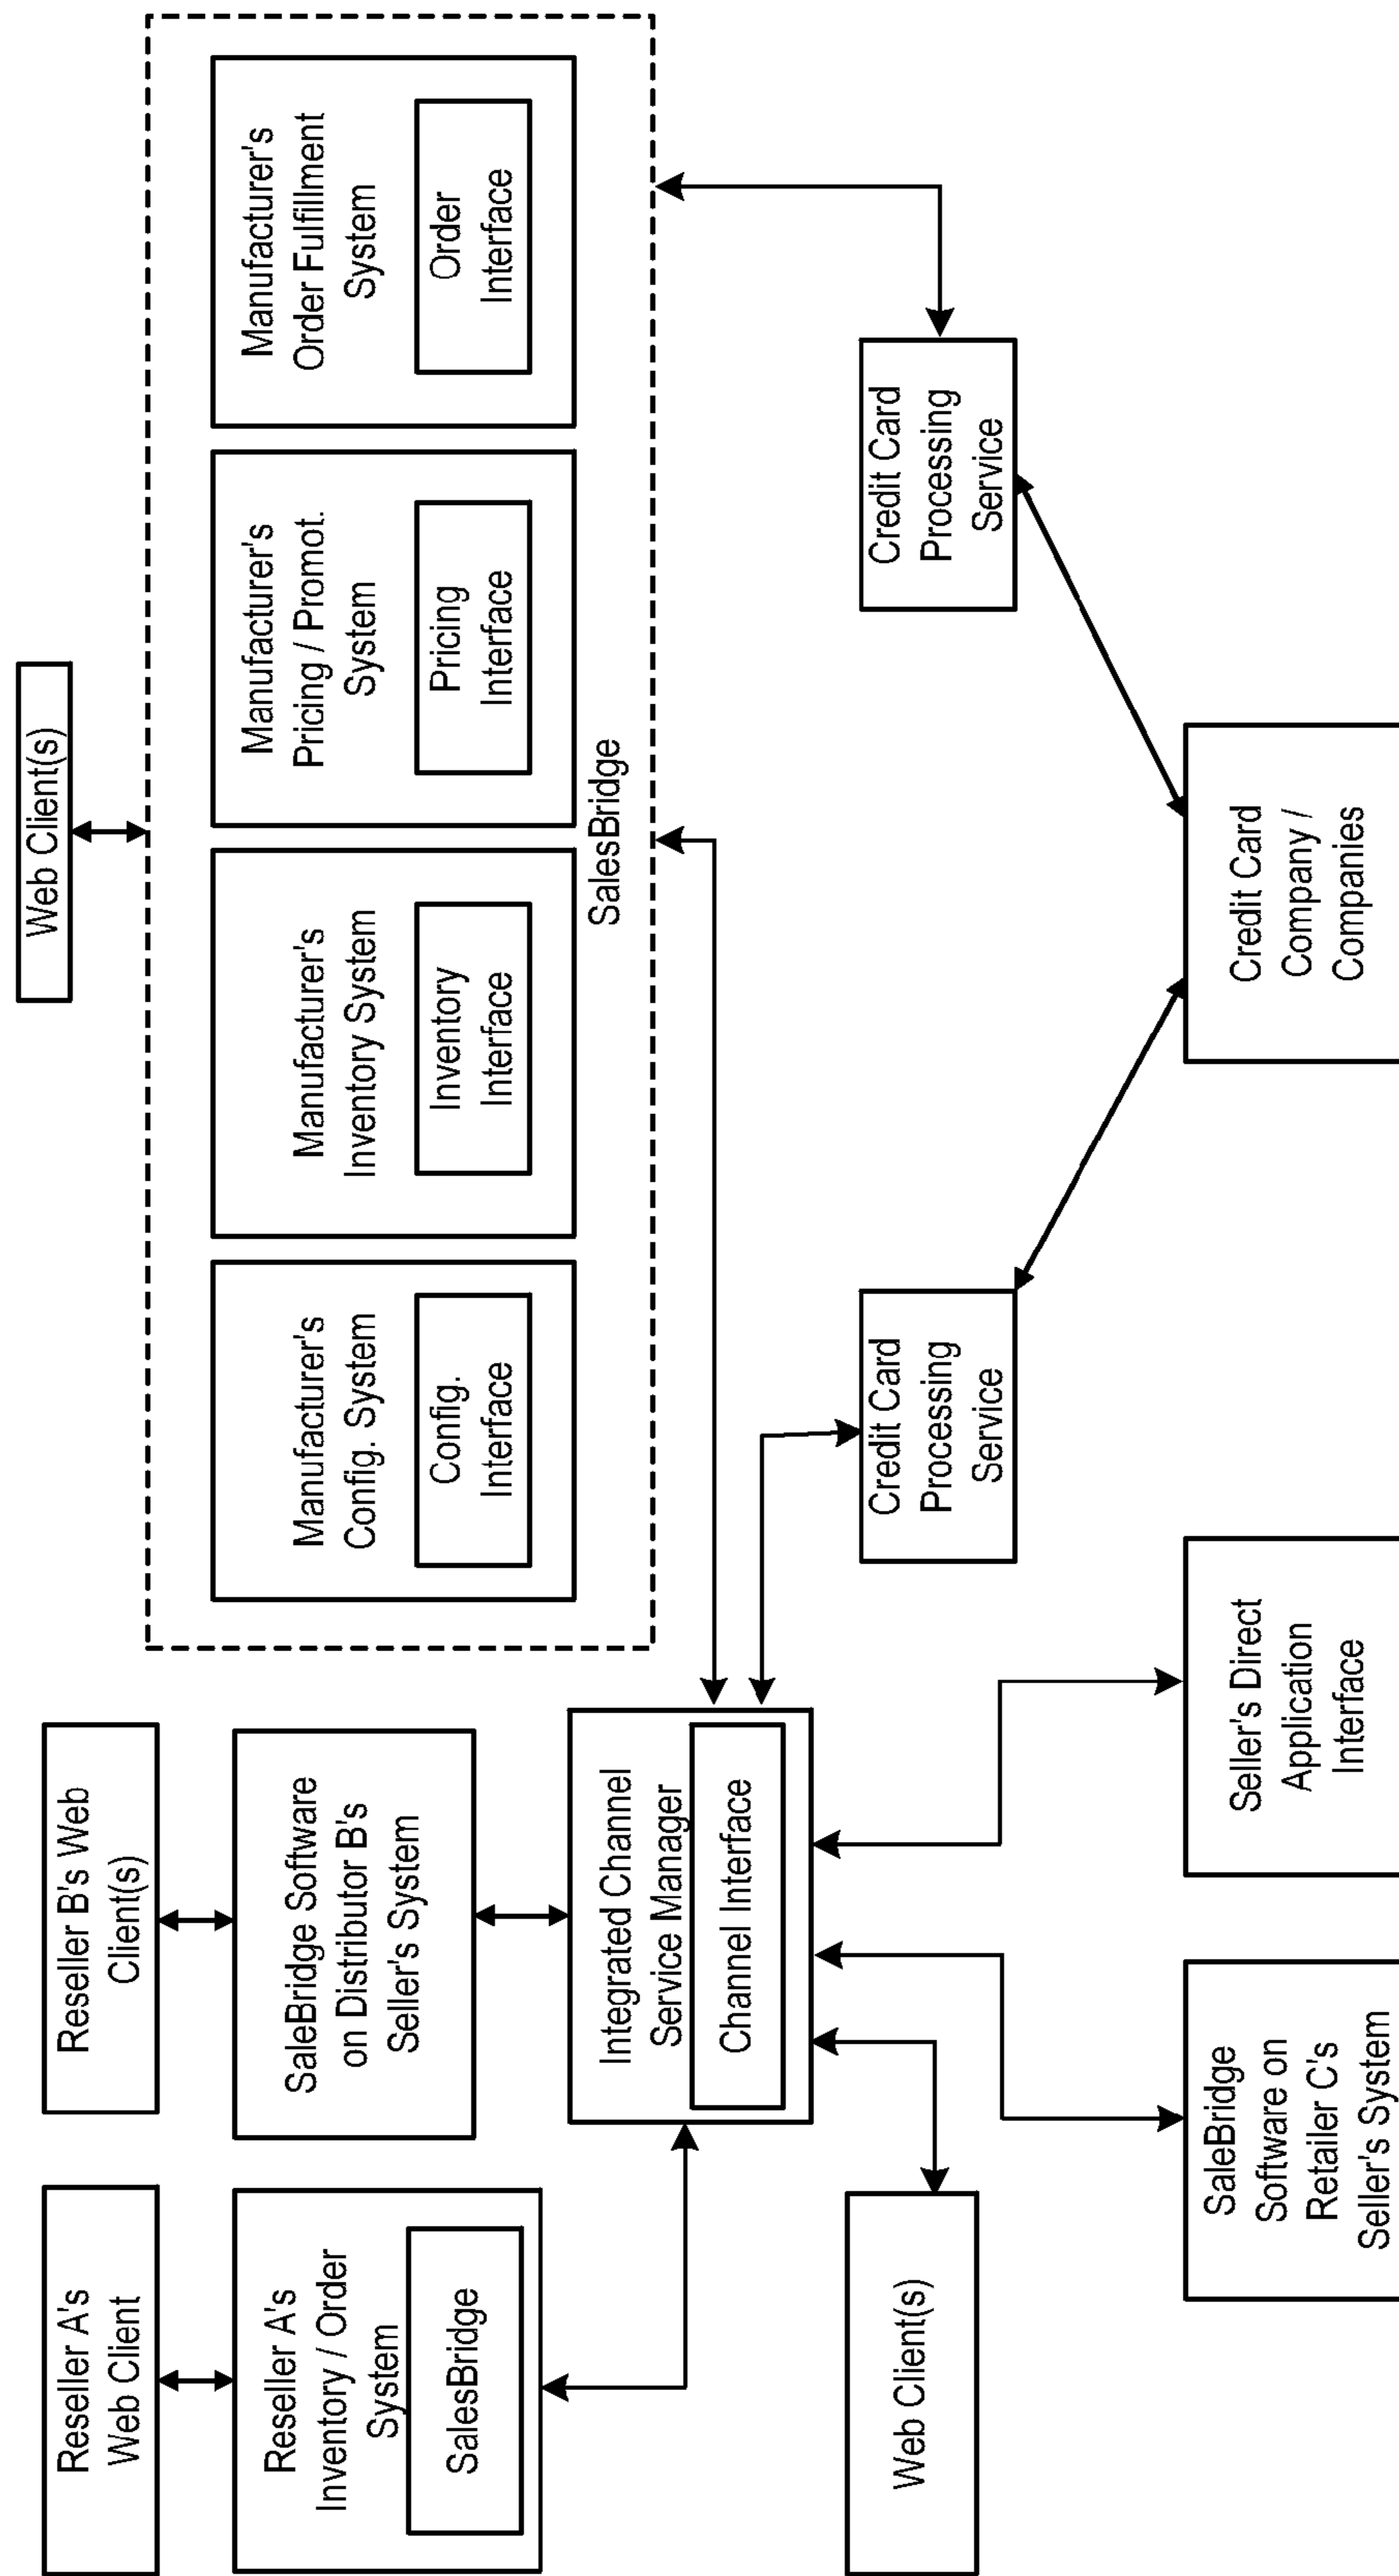 Reseller A's
Web Client
Reseller B's Web
Client(s)
Web Client(s)
Reseller A's
Inventory / Order
System
SalesBridge
SaleBridge Software
on Distributor B's
Seller's System
Manufacturer's
Config. System
Config.
Interface
Manufacturer's
Inventory System
Inventory
Interface
Manufacturer's
Pricing / Promot.
System
Pricing
Interface
Manufacturer's
Order Fulfillment
System
Order
Interface
SalesBridge
Integrated Channel
Service Manager
Channel Interface
Web Client(s)
Credit Card
Processing
Service
Credit Card
Processing
Service
SaleBridge
Software on
Retailer C's
Seller's System
Seller's Direct
Application
Interface
Credit Card
Company /
Companies